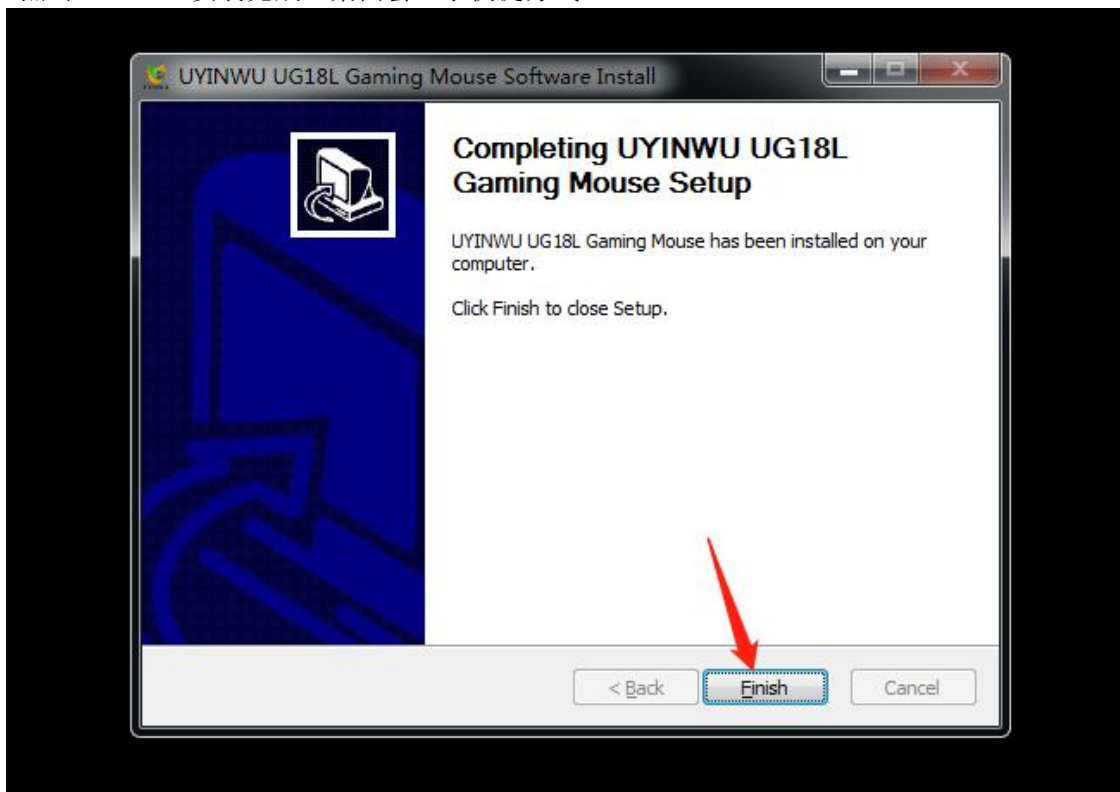 UYINWU UG18L Gaming Mouse Software Install
Completing UYINWU UG18L
Gaming Mouse Setup
UYINWU UG18L Gaming Mouse has been installed on your
computer.
Click Finish to close Setup.
< Back
Finish
Cancel